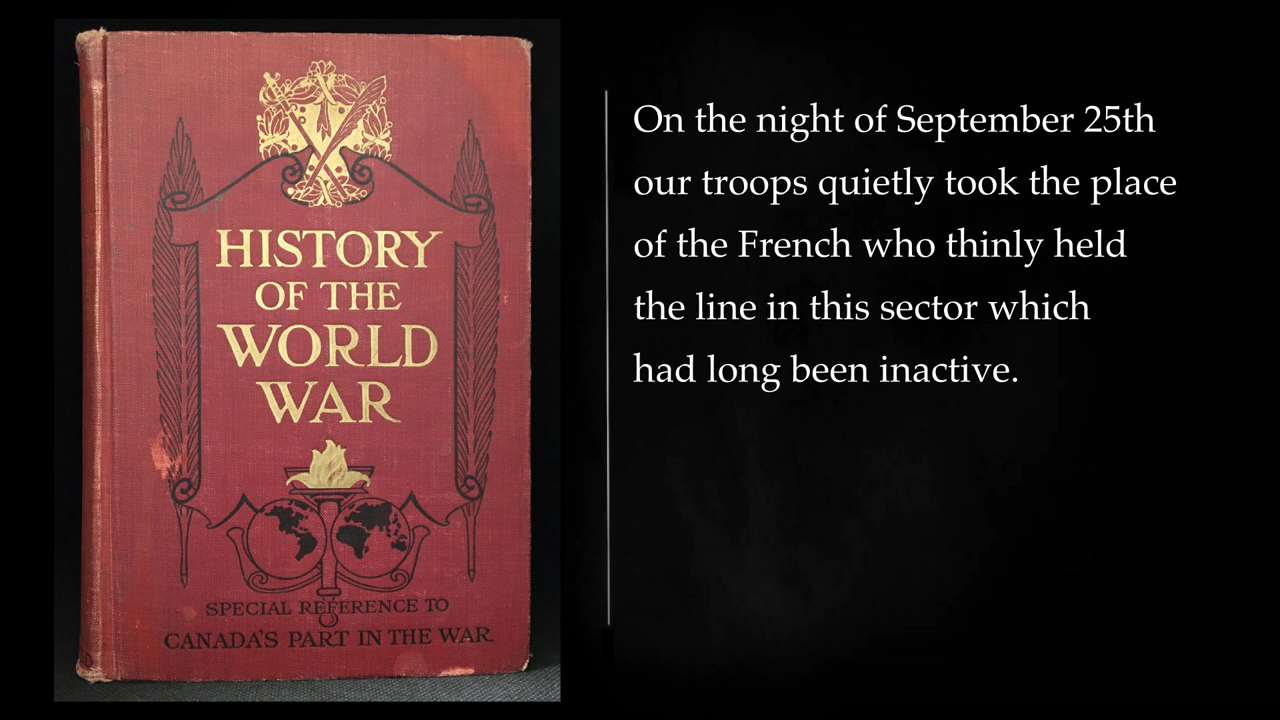 HISTORY
OF THE
WORLD
WAR
SPECIAL REFERENCE TO
CANADA'S PART IN THE WAR
On the night of September 25th
our troops quietly took the place
of the French who thinly held
the line in this sector which
had long been inactive.